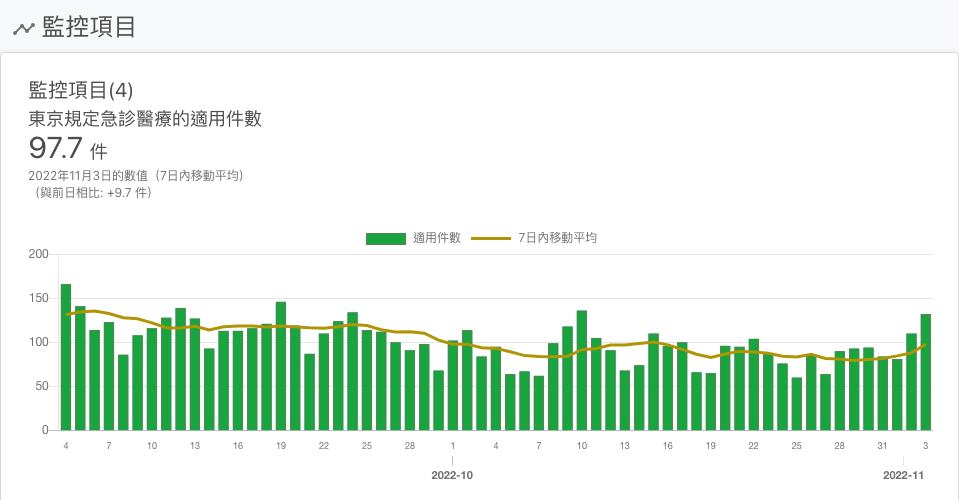 監控項目
監控項目(4)
東京規定急診醫療的適用件數
97.7 件
2022年11月3日的數值（7日內移動平均）
（與前日相比: +9.7 件）
適用件數 7日內移動平均
200
150
100
50
0
4 7 10 13 16 19 22 25 28 1 4 7 10 13 16 19 22 25 28 31 3
2022-10 2022-11